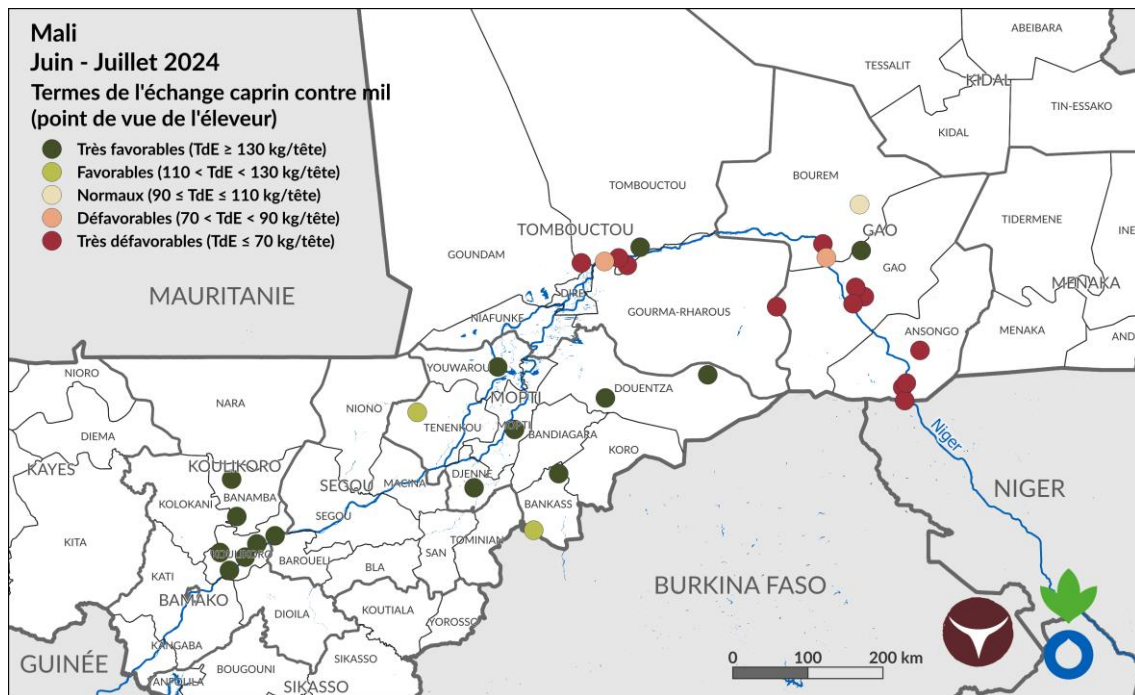 Mali
Juin - Juillet 2024
Termes de l'échange caprin contre mil
(point de vue de l'éleveur)
Très favorables (TdE ≥ 130 kg/tête)
Favorables (110 < TdE < 130 kg/tête)
Normaux (90 ≤ TdE ≤ 110 kg/tête)
Défavorables (70 < TdE < 90 kg/tête)
Très défavorables (TdE ≤ 70 kg/tête)
ABEIBARA
TESSALIT
KIDAL
TIN-ESSAKO
KIDAL
TOMBOUCTOU
BOUREM
TIDERMENE
INE
TOMBOUCTOU
GAO
GOUNDAM
GAO
MENAKA
MAURITANIE
DIRE
GOURMA-RHAROUS
NIAFUNKE
ANSONGO
MENAKA
AND
YOUWAROU
NIORO
DOUENTZA
NARA
NIONO
MOPTI
TENENKOU
MOPTI
BANDIAGARA
DIEMA
KORO
Niger
KAYES
KOULIKORO
DJENNE
SEGOU
MACINA
BANAMBA
KOLOKANI
BANKASS
NIGER
SEGOU
KITA
TOMINIAN
KOULIKORO
SAN
BAROUELI
BLA
KATI
BURKINA FASO
BAMAKO
DIOILA
KOUTIALA
YOROSSO
KANGABA
GUINÉE
BOUGOUNI
SIKASSO
SIKASSO
0 100 200 km